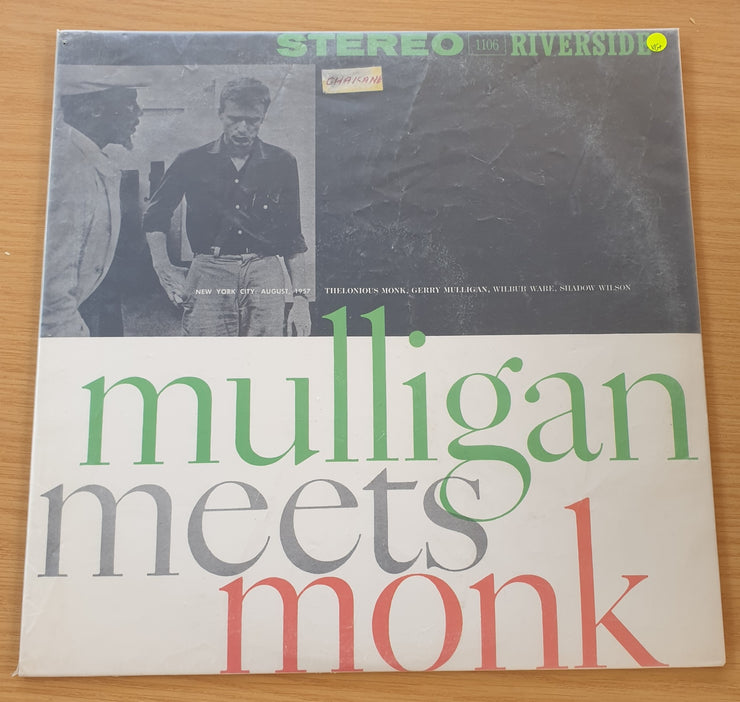 STEREO 1106 RIVERSIDE
CHAKANE
NEW YORK CITY: AUGUST, 1957
THELONIOUS MONK, GERRY MULLIGAN, WILBUR WARE, SHADOW WILSON
mulligan
meets
monk